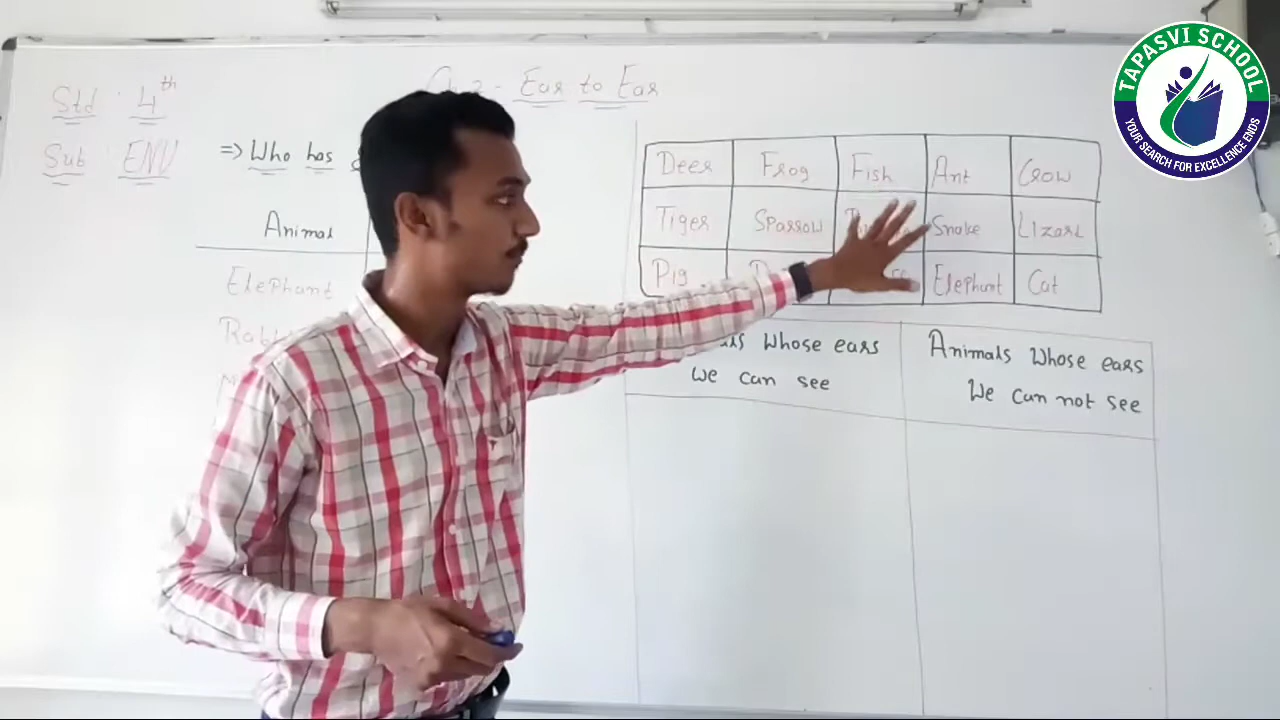 TAPASVI SCHOOL
YOUR SEARCH FOR EXCELLENCE ENDS
Std : 4th
Sub : ENV
Ch 2 - Ear to Ear
=> Who has
Animal
Elephant
Deer Frog Fish Ant Crow
Tiger Sparrow Snake Lizard
Pig Elephant Cat
whose ears
We can see
Animals whose ears
We can not see